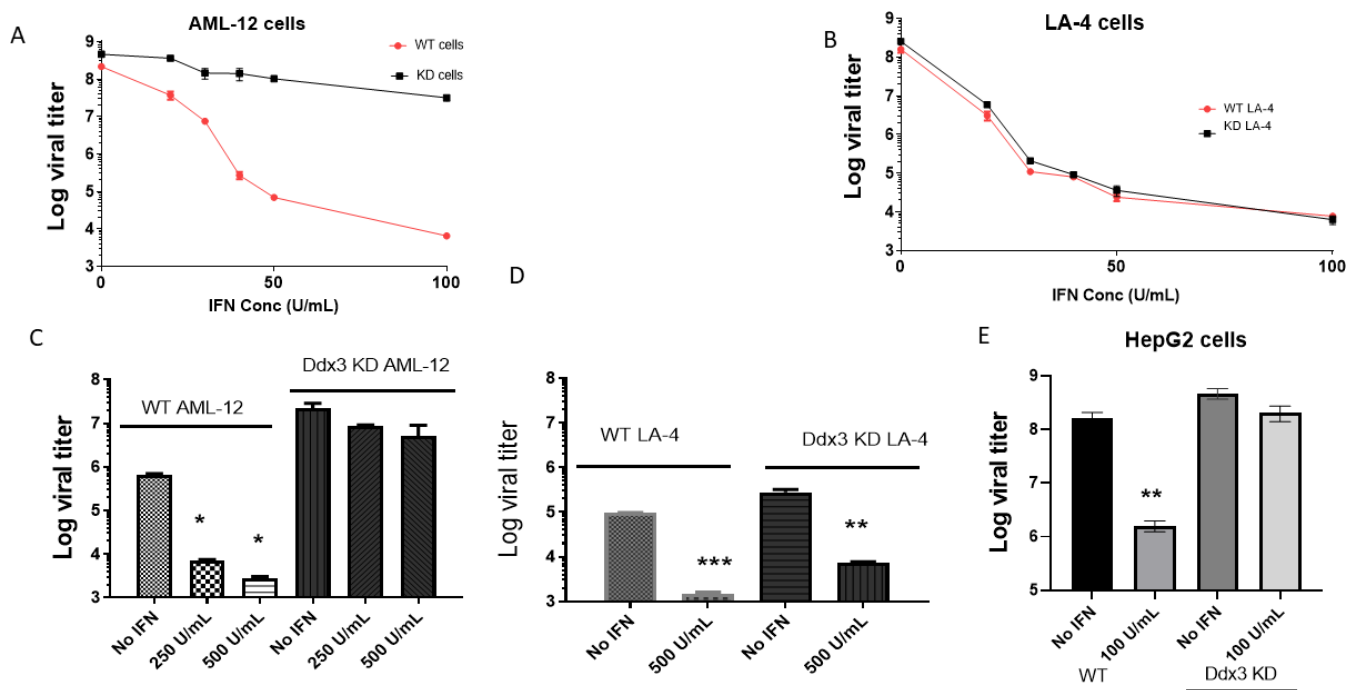 A
AML-12 cells
Log viral titer
9
8
7
6
5
4
3
0
50
100
IFN Conc (U/mL)
WT cells
KD cells
B
LA-4 cells
Log viral titer
9
8
7
6
5
4
3
0
50
100
IFN Conc (U/mL)
WT LA-4
KD LA-4
C
Log viral titer
8
7
6
5
4
3
WT AML-12
Ddx3 KD AML-12
*
*
No IFN
250 U/mL
500 U/mL
No IFN
250 U/mL
500 U/mL
D
Log viral titer
8
7
6
5
4
3
WT LA-4
Ddx3 KD LA-4
***
**
No IFN
500 U/mL
No IFN
500 U/mL
E
HepG2 cells
Log viral titer
9
8
7
6
5
**
No IFN
100 U/mL
No IFN
100 U/mL
WT
Ddx3 KD